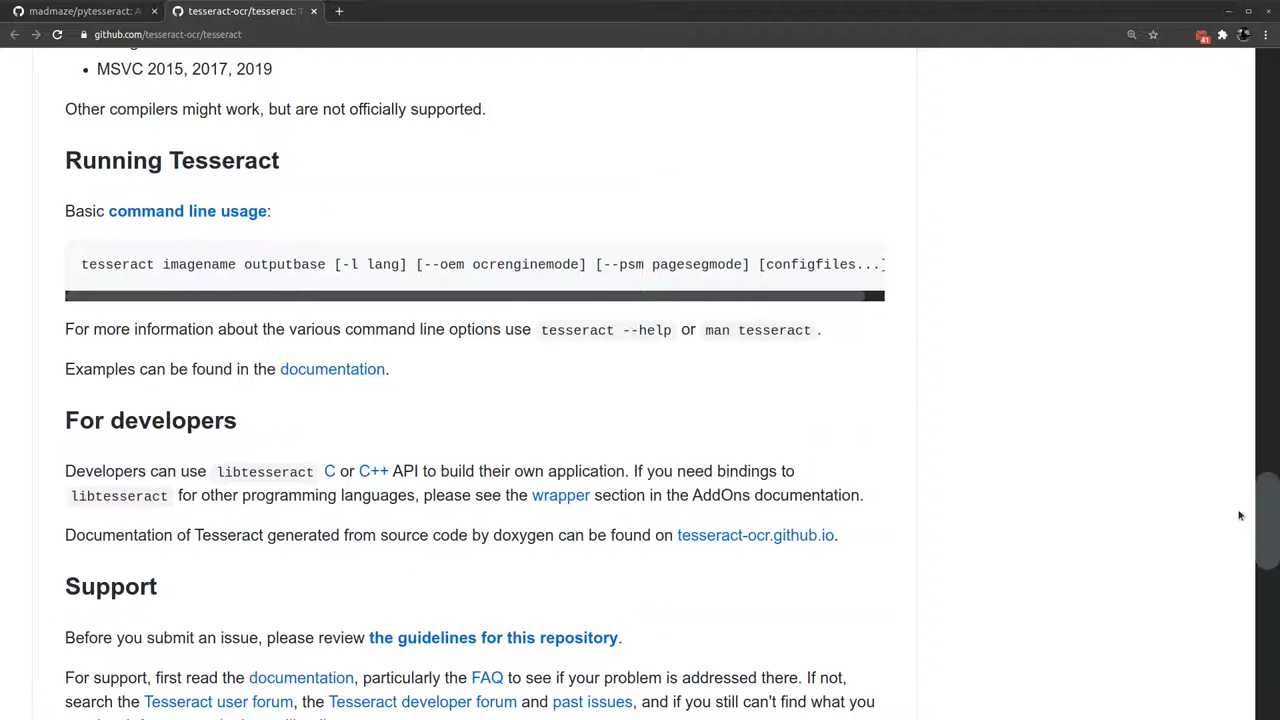 madmaze/pytesseract: A
tesseract-ocr/tesseract: T
github.com/tesseract-ocr/tesseract
41
• MSVC 2015, 2017, 2019
Other compilers might work, but are not officially supported.
Running Tesseract
Basic command line usage:
tesseract imagename outputbase [-l lang] [--oem ocrenginemode] [--psm pagesegmode] [configfiles...]
For more information about the various command line options use tesseract --help or man tesseract .
Examples can be found in the documentation.
For developers
Developers can use libtesseract C or C++ API to build their own application. If you need bindings to
libtesseract for other programming languages, please see the wrapper section in the AddOns documentation.
Documentation of Tesseract generated from source code by doxygen can be found on tesseract-ocr.github.io.
Support
Before you submit an issue, please review the guidelines for this repository.
For support, first read the documentation, particularly the FAQ to see if your problem is addressed there. If not,
search the Tesseract user forum, the Tesseract developer forum and past issues, and if you still can't find what you